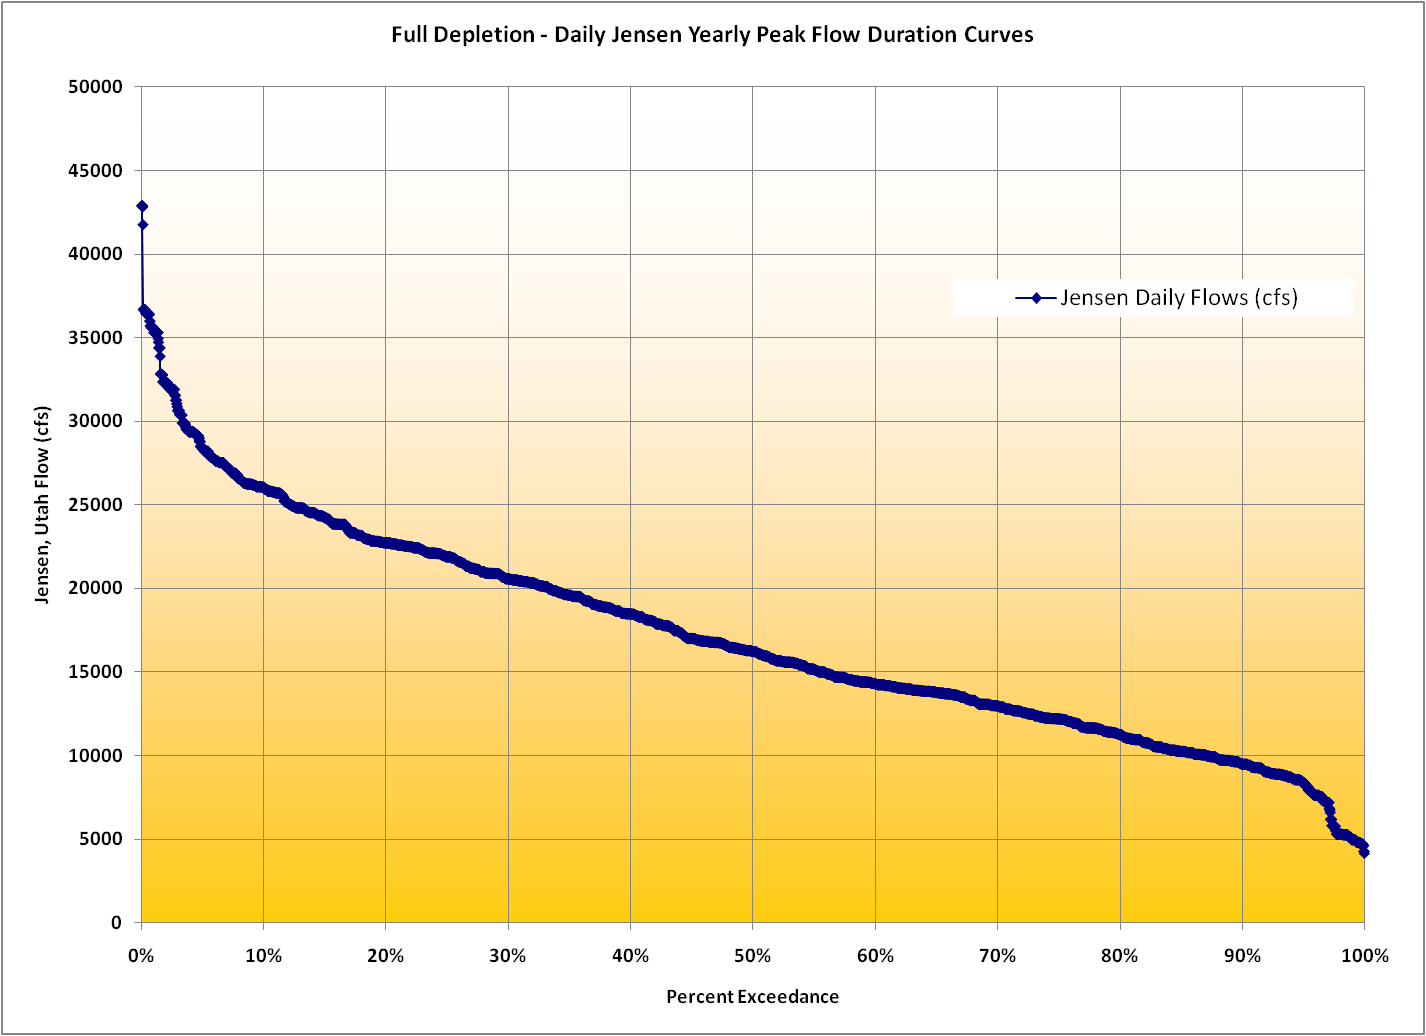 Full Depletion - Daily Jensen Yearly Peak Flow Duration Curves
50000
45000
40000
35000
30000
25000
20000
15000
10000
5000
0
Jensen, Utah Flow (cfs)
Jensen Daily Flows (cfs)
0% 10% 20% 30% 40% 50% 60% 70% 80% 90% 100%
Percent Exceedance